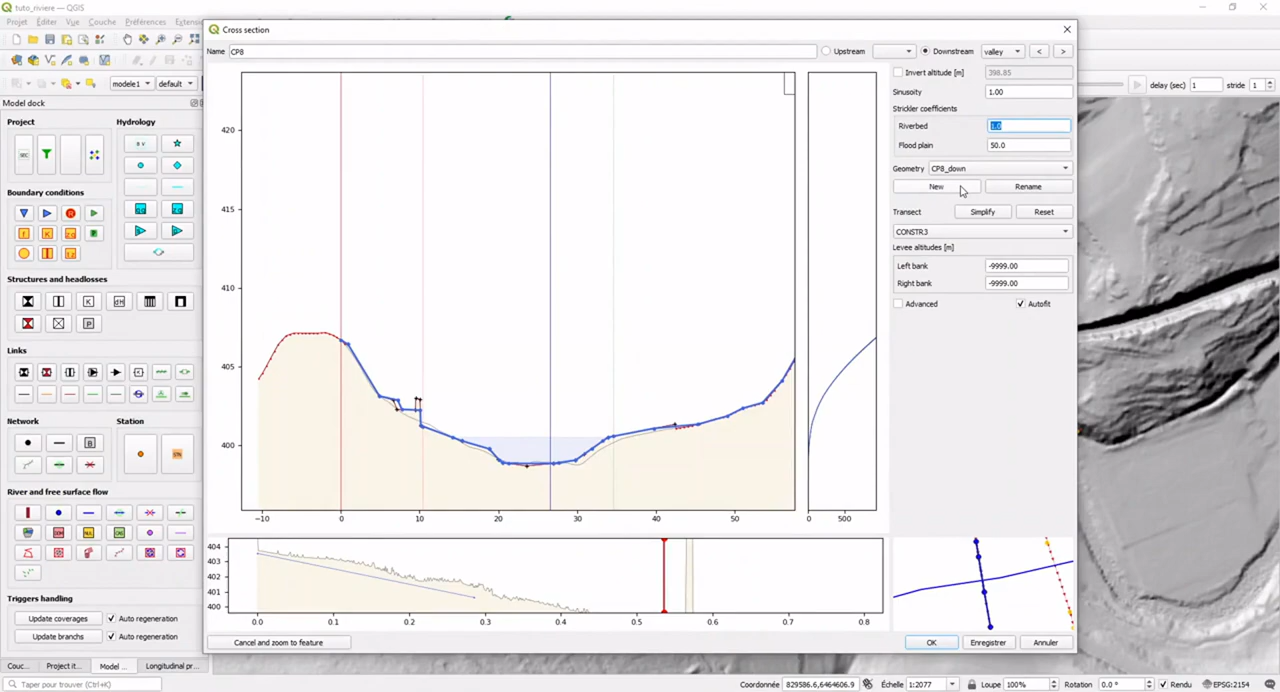 tuto_riviere — QGIS
Projet Éditer Vue Couche Préférences Extensio
Cross section
Name CP8 Upstream Downstream valley < >
Invert altitude [m] 398.85
Sinuosity 1.00
Strickler coefficients
Riverbed 1.0
Flood plain 50.0
Geometry CP8_down
New Rename
Transect Simplify Reset
CONSTR3
Levee altitudes [m]
Left bank -9999.00
Right bank -9999.00
Advanced Autofit
modele1 default
delay (sec) 1 stride 1
Model dock
Project Hydrology
SEC
Boundary conditions
Structures and headlosses
K dH
P
Links
Network Station
B
River and free surface flow
Triggers handling
Update coverages Auto regeneration
Update branchs Auto regeneration
Couc... Projet it... Model ... Longitudinal pr...
420
415
410
405
400
−10 0 10 20 30 40 50
0 500
404
403
402
401
400
0.0 0.1 0.2 0.3 0.4 0.5 0.6 0.7 0.8
Cancel and zoom to feature OK Enregistrer Annuler
Taper pour trouver (Ctrl+K) Coordonnée 829586.6,6464606.9 Échelle 1:2077 Loupe 100% Rotation 0.0 ° Rendu EPSG:2154